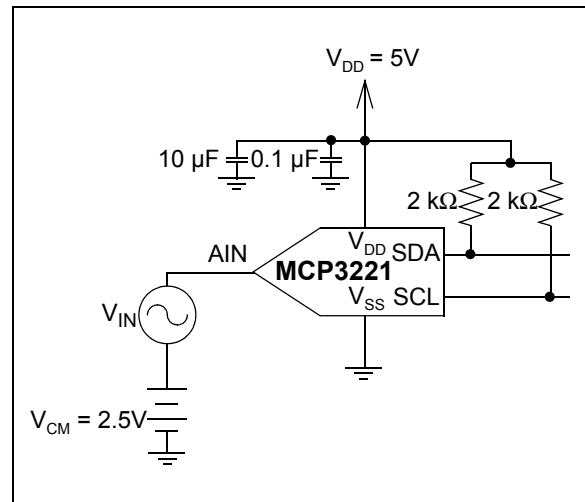 V_DD = 5V
10 µF 0.1 µF
2 kΩ 2 kΩ
AIN
V_DD SDA
MCP3221
V_SS SCL
V_IN
V_CM = 2.5V